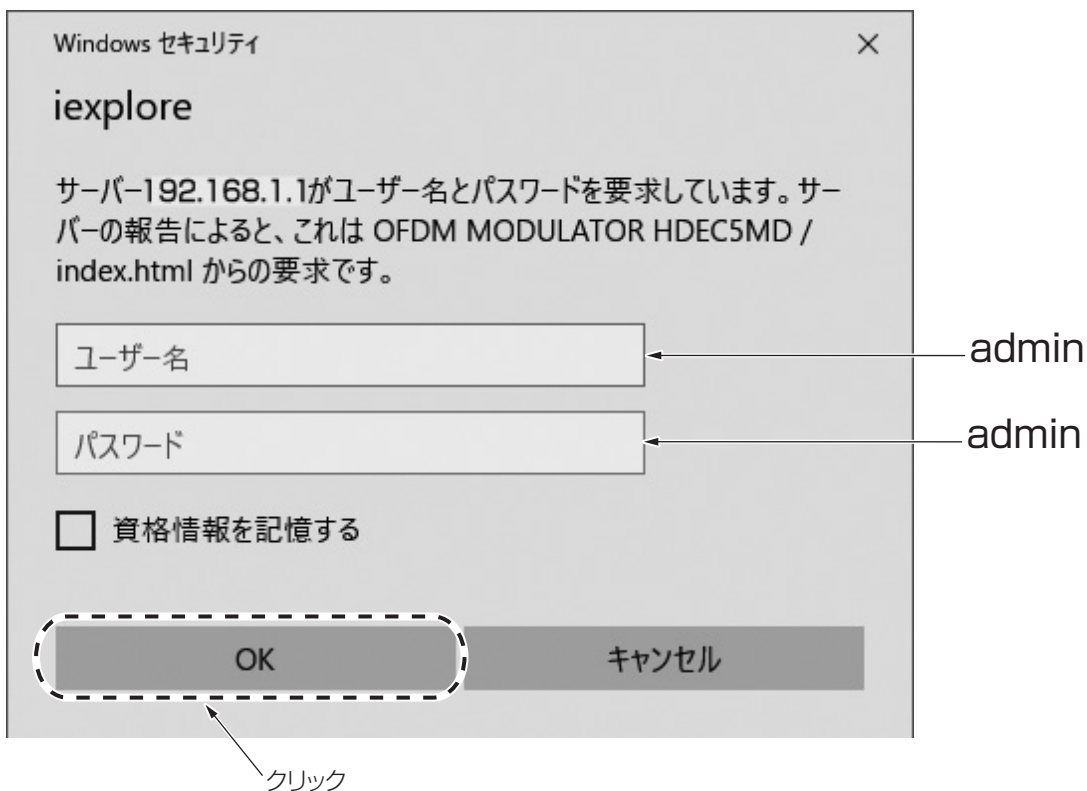 Windows セキュリティ
×
iexplore
サーバー192.168.1.1がユーザー名とパスワードを要求しています。サー
バーの報告によると、これは OFDM MODULATOR HDEC5MD /
index.html からの要求です。
ユーザー名
admin
パスワード
admin
資格情報を記憶する
OK
キャンセル
クリック